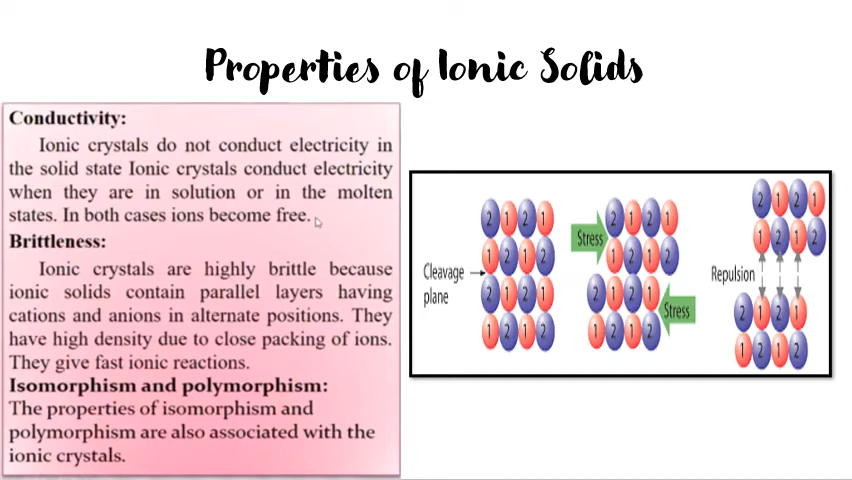 Properties of Ionic Solids
Conductivity:
Ionic crystals do not conduct electricity in
the solid state Ionic crystals conduct electricity
when they are in solution or in the molten
states. In both cases ions become free.
Brittleness:
Ionic crystals are highly brittle because
ionic solids contain parallel layers having
cations and anions in alternate positions. They
have high density due to close packing of ions.
They give fast ionic reactions.
Isomorphism and polymorphism:
The properties of isomorphism and
polymorphism are also associated with the
ionic crystals.
Cleavage
plane
2 1 2 1
1 2 1 2
2 1 2 1
1 2 1 2
Stress
2 1 2 1
1 2 1 2
2 1 2 1
1 2 1 2
Stress
Repulsion
2 1 2 1
1 2 1 2
2 1 2 1
1 2 1 2